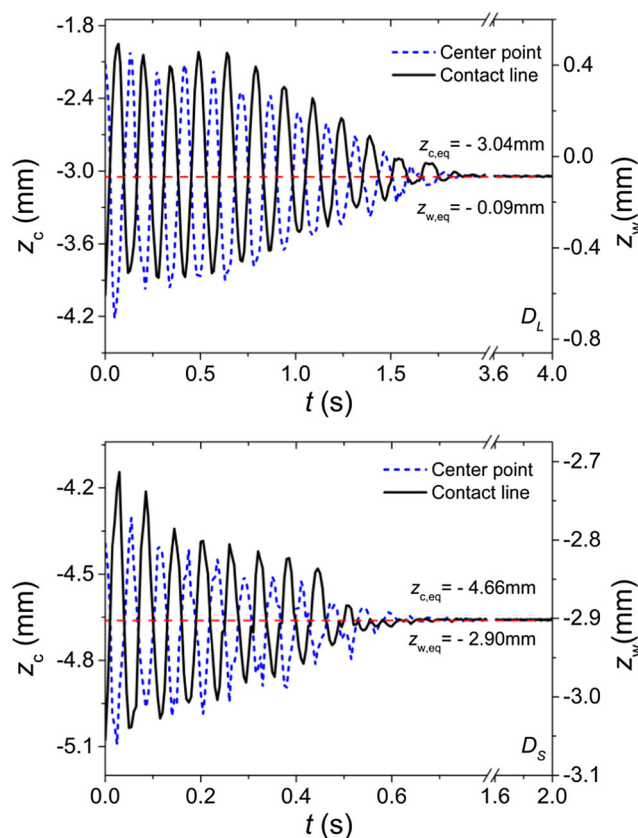 -1.8
-2.4
-3.0
-3.6
-4.2
z_c (mm)
Center point
Contact line
z_c,eq= - 3.04mm
z_w,eq= - 0.09mm
D_L
0.4
0.0
-0.4
-0.8
z_w (mm)
0.0 0.5 1.0 1.5 3.6 4.0
t (s)
-4.2
-4.5
-4.8
-5.1
z_c (mm)
Center point
Contact line
z_c,eq= - 4.66mm
z_w,eq= - 2.90mm
D_S
-2.7
-2.8
-2.9
-3.0
-3.1
z_w (mm)
0.0 0.2 0.4 0.6 1.6 2.0
t (s)